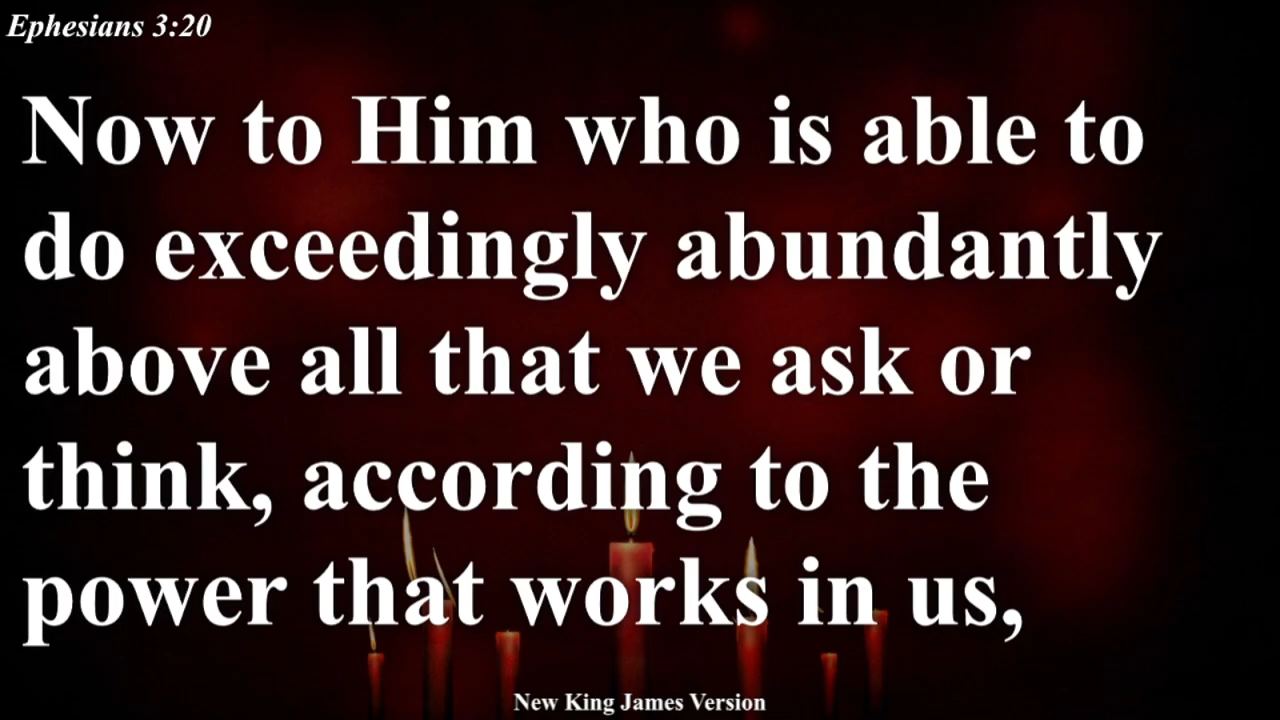 Ephesians 3:20
Now to Him who is able to
do exceedingly abundantly
above all that we ask or
think, according to the
power that works in us,
New King James Version